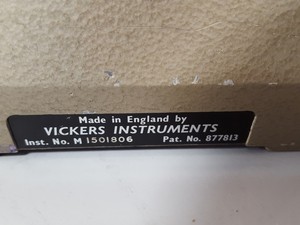 Made in England by
VICKERS INSTRUMENTS
Inst. No. M 1501806 Pat. No. 877813